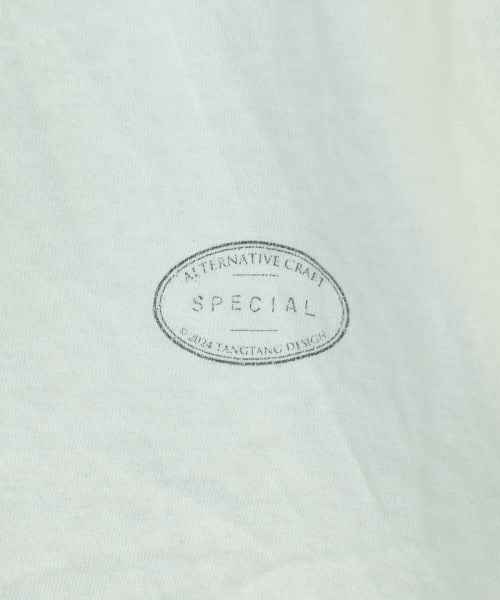 ALTERNATIVE CRAFT
SPECIAL
© 2024 TANGTANG DESIGN